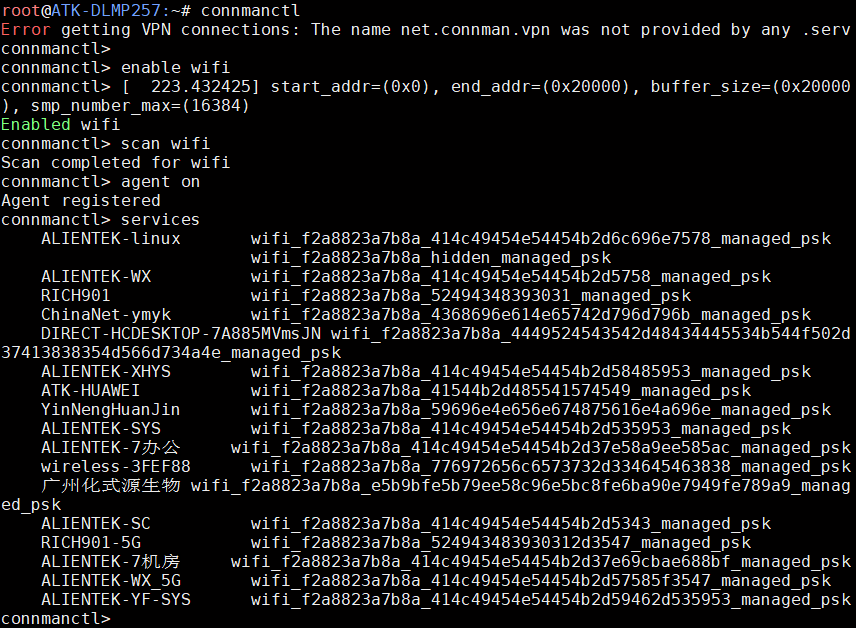 root@ATK-DLMP257:~# connmanctl
Error getting VPN connections: The name net.connman.vpn was not provided by any .serv
connmanctl>
connmanctl> enable wifi
connmanctl> [  223.432425] start_addr=(0x0), end_addr=(0x20000), buffer_size=(0x20000
), smp_number_max=(16384)
Enabled wifi
connmanctl> scan wifi
Scan completed for wifi
connmanctl> agent on
Agent registered
connmanctl> services
    ALIENTEK-linux       wifi_f2a8823a7b8a_414c49454e54454b2d6c696e7578_managed_psk
                         wifi_f2a8823a7b8a_hidden_managed_psk
    ALIENTEK-WX          wifi_f2a8823a7b8a_414c49454e54454b2d5758_managed_psk
    RICH901              wifi_f2a8823a7b8a_52494348393031_managed_psk
    ChinaNet-ymyk        wifi_f2a8823a7b8a_4368696e614e65742d796d796b_managed_psk
    DIRECT-HCDESKTOP-7A885MVmsJN wifi_f2a8823a7b8a_4449524543542d48434445534b544f502d
37413838354d566d734a4e_managed_psk
    ALIENTEK-XHYS        wifi_f2a8823a7b8a_414c49454e54454b2d58485953_managed_psk
    ATK-HUAWEI           wifi_f2a8823a7b8a_41544b2d485541574549_managed_psk
    YinNengHuanJin       wifi_f2a8823a7b8a_59696e4e656e674875616e4a696e_managed_psk
    ALIENTEK-SYS         wifi_f2a8823a7b8a_414c49454e54454b2d535953_managed_psk
    ALIENTEK-7办公     wifi_f2a8823a7b8a_414c49454e54454b2d37e58a9ee585ac_managed_psk
    wireless-3FEF88      wifi_f2a8823a7b8a_776972656c6573732d334645463838_managed_psk
    广州化式源生物 wifi_f2a8823a7b8a_e5b9bfe5b79ee58c96e5bc8fe6ba90e7949fe789a9_manag
ed_psk
    ALIENTEK-SC          wifi_f2a8823a7b8a_414c49454e54454b2d5343_managed_psk
    RICH901-5G           wifi_f2a8823a7b8a_524943483930312d3547_managed_psk
    ALIENTEK-7机房     wifi_f2a8823a7b8a_414c49454e54454b2d37e69cbae688bf_managed_psk
    ALIENTEK-WX_5G       wifi_f2a8823a7b8a_414c49454e54454b2d57585f3547_managed_psk
    ALIENTEK-YF-SYS      wifi_f2a8823a7b8a_414c49454e54454b2d59462d535953_managed_psk
connmanctl>